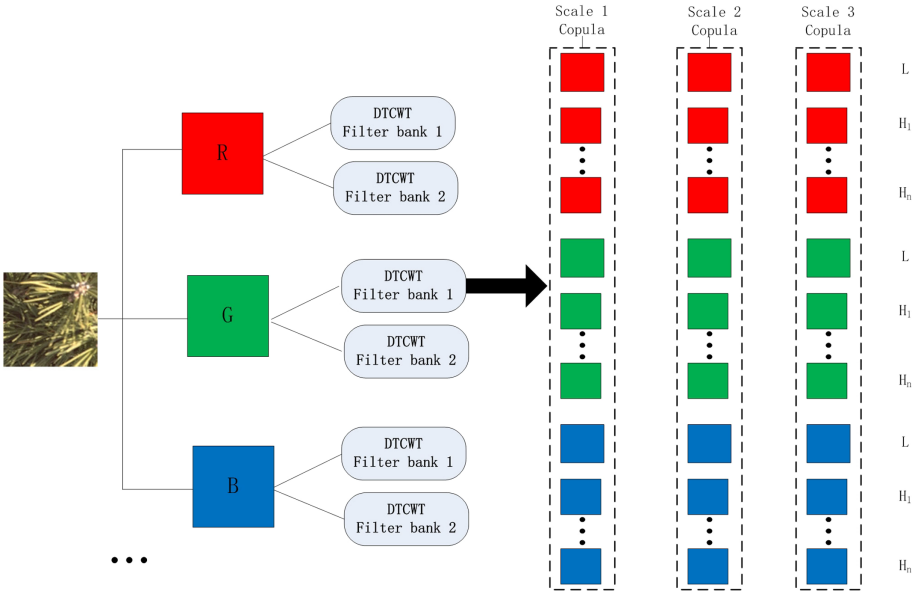 Scale 1
Copula
Scale 2
Copula
Scale 3
Copula
L
H1
Hn
L
H1
Hn
L
H1
Hn
R
DTCWT
Filter bank 1
DTCWT
Filter bank 2
G
DTCWT
Filter bank 1
DTCWT
Filter bank 2
B
DTCWT
Filter bank 1
DTCWT
Filter bank 2